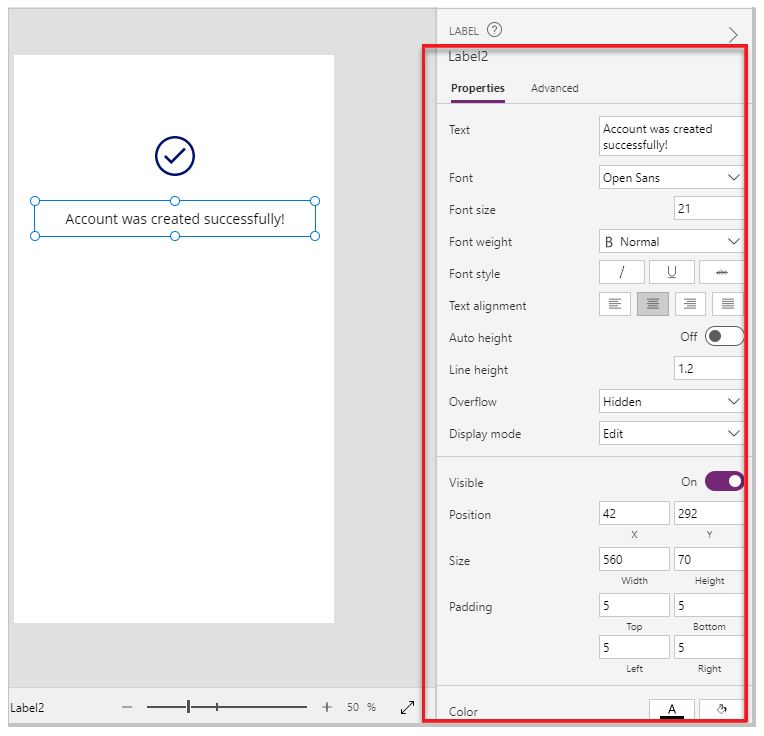 LABEL ?
Label2
Properties Advanced
Text Account was created
successfully!
Account was created successfully!
Font Open Sans
Font size 21
Font weight B Normal
Font style / U abc
Text alignment
Auto height Off
Line height 1.2
Overflow Hidden
Display mode Edit
Visible On
Position 42 292
X Y
Size 560 70
Width Height
Padding 5 5
Top Bottom
5 5
Left Right
Color A
Label2 50 %